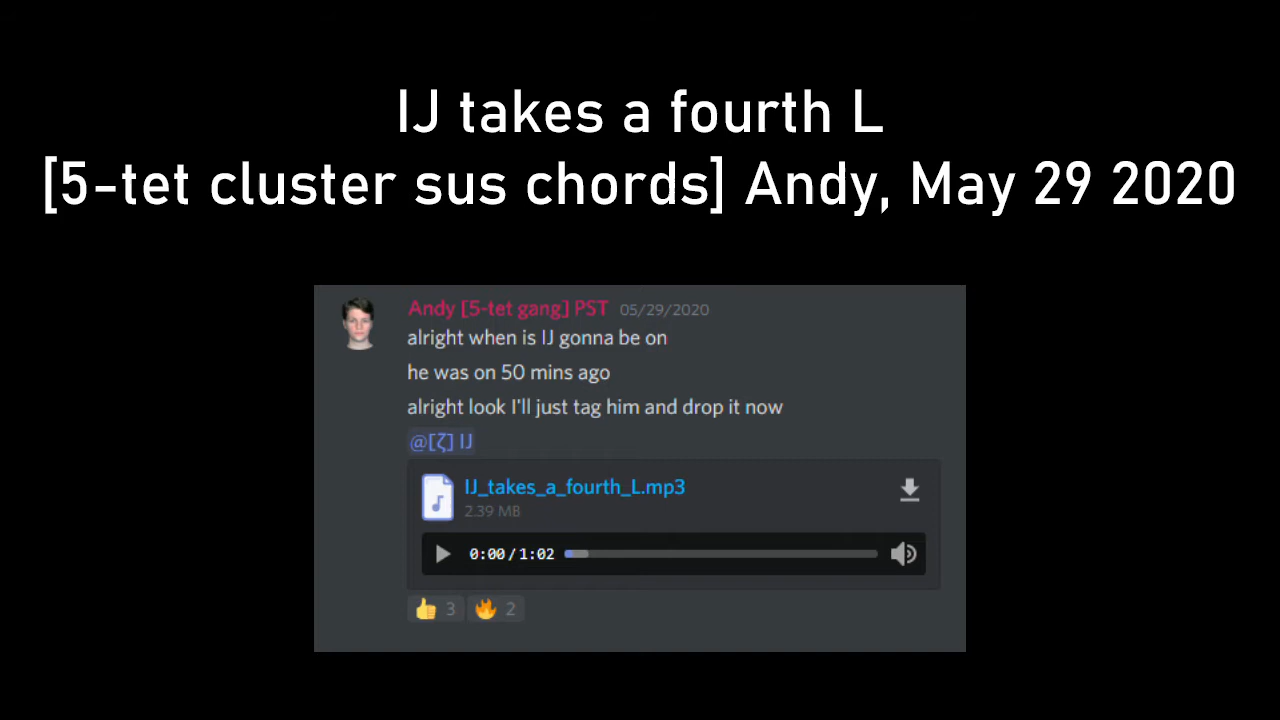 IJ takes a fourth L
[5-tet cluster sus chords] Andy, May 29 2020
Andy [5-tet gang] PST 05/29/2020
alright when is IJ gonna be on
he was on 50 mins ago
alright look I'll just tag him and drop it now
@[ζ] IJ
IJ_takes_a_fourth_L.mp3
2.39 MB
0:00/1:02
👍 3 🔥 2